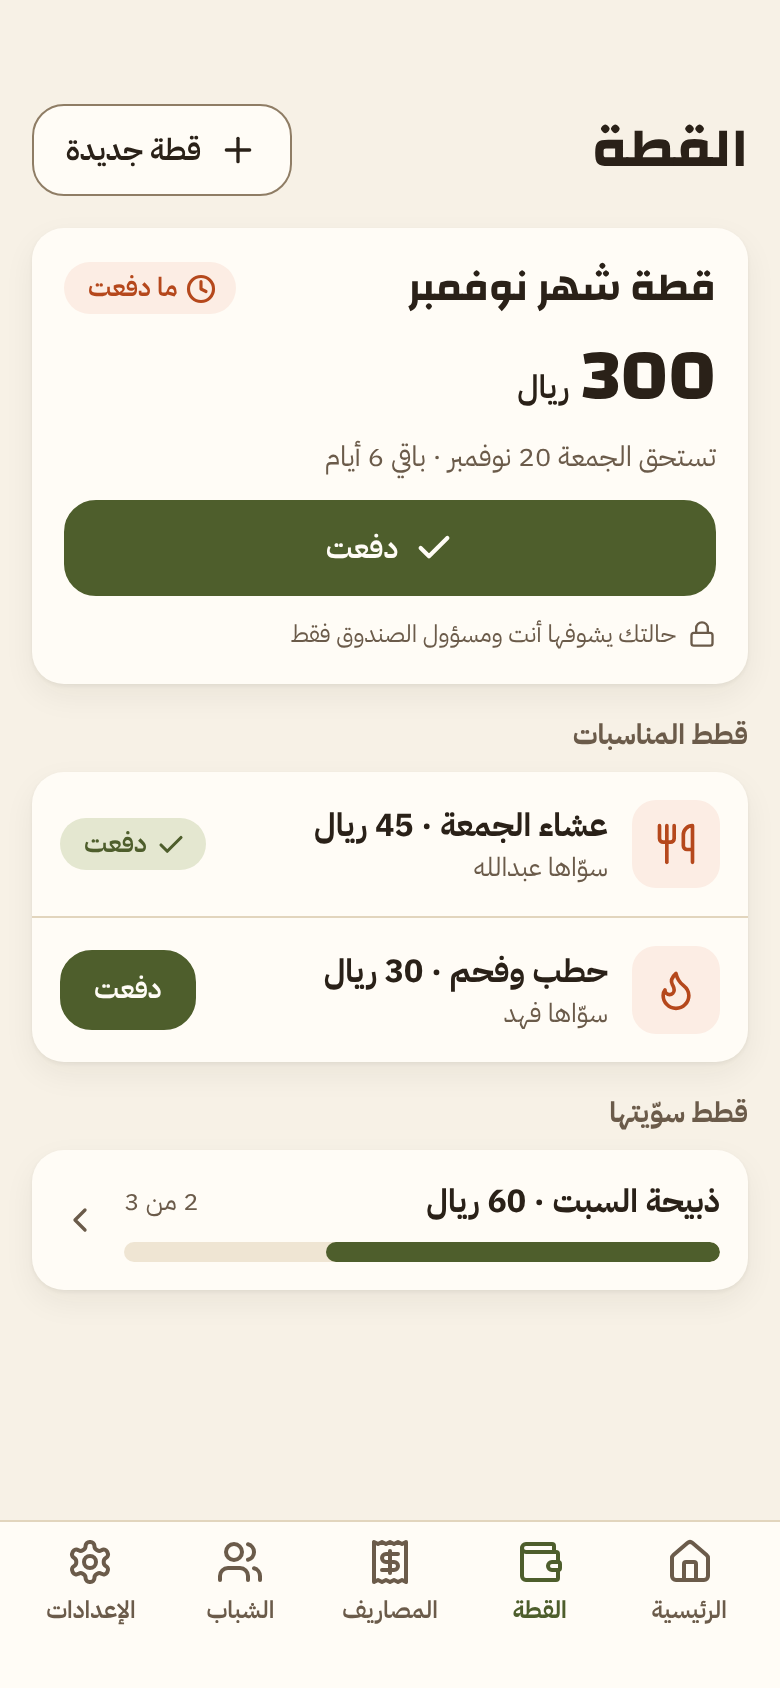 القطة
قطة جديدة
قطة شهر نوفمبر
ما دفعت
300 ريال
تستحق الجمعة 20 نوفمبر · باقي 6 أيام
دفعت
حالتك يشوفها أنت ومسؤول الصندوق فقط
قطط المناسبات
عشاء الجمعة · 45 ريال
سوّاها عبدالله
دفعت
حطب وفحم · 30 ريال
سوّاها فهد
دفعت
قطط سوّيتها
ذبيحة السبت · 60 ريال
2 من 3
الرئيسية
القطة
المصاريف
الشباب
الإعدادات